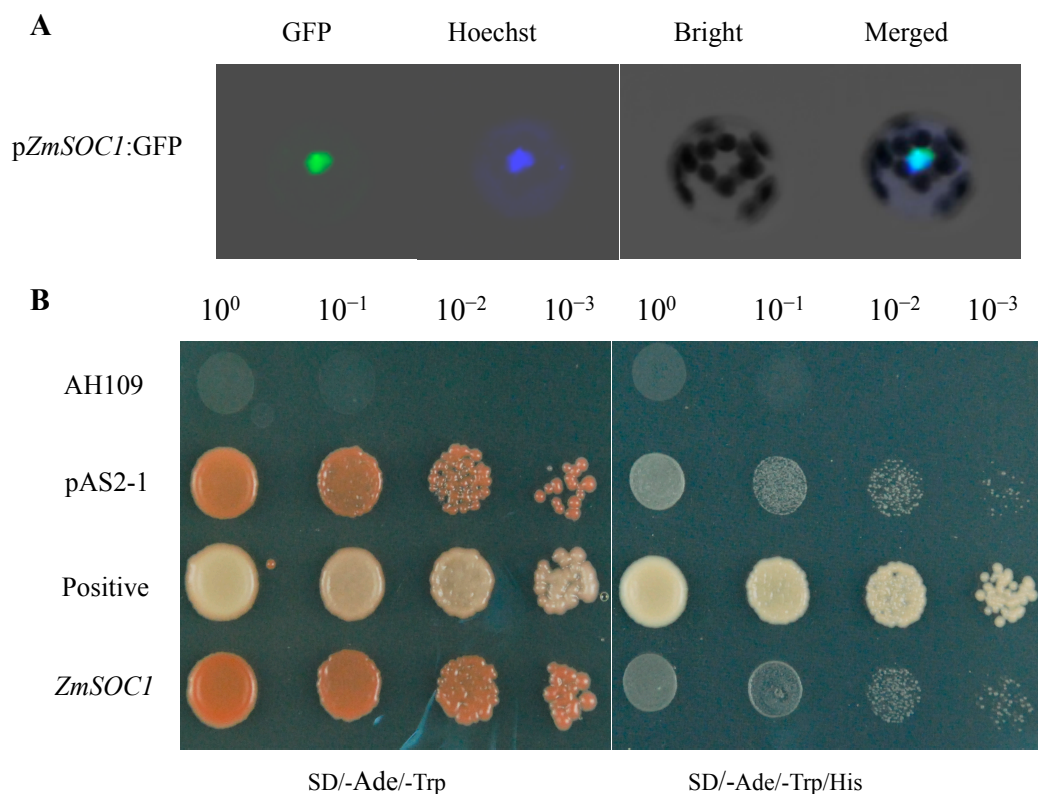 A
GFP Hoechst Bright Merged
pZmSOC1:GFP
B
10⁰ 10⁻¹ 10⁻² 10⁻³ 10⁰ 10⁻¹ 10⁻² 10⁻³
AH109
pAS2-1
Positive
ZmSOC1
SD/-Ade/-Trp SD/-Ade/-Trp/His